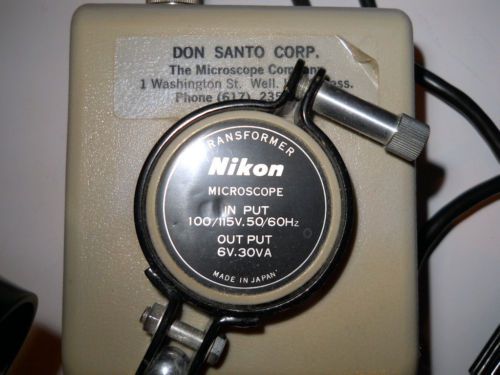 DON SANTO CORP.
The Microscope Company
1 Washington St. Well.
Phone (617)
TRANSFORMER
Nikon
MICROSCOPE
IN PUT
100/115V.50/60Hz
OUT PUT
6V.30VA
MADE IN JAPAN